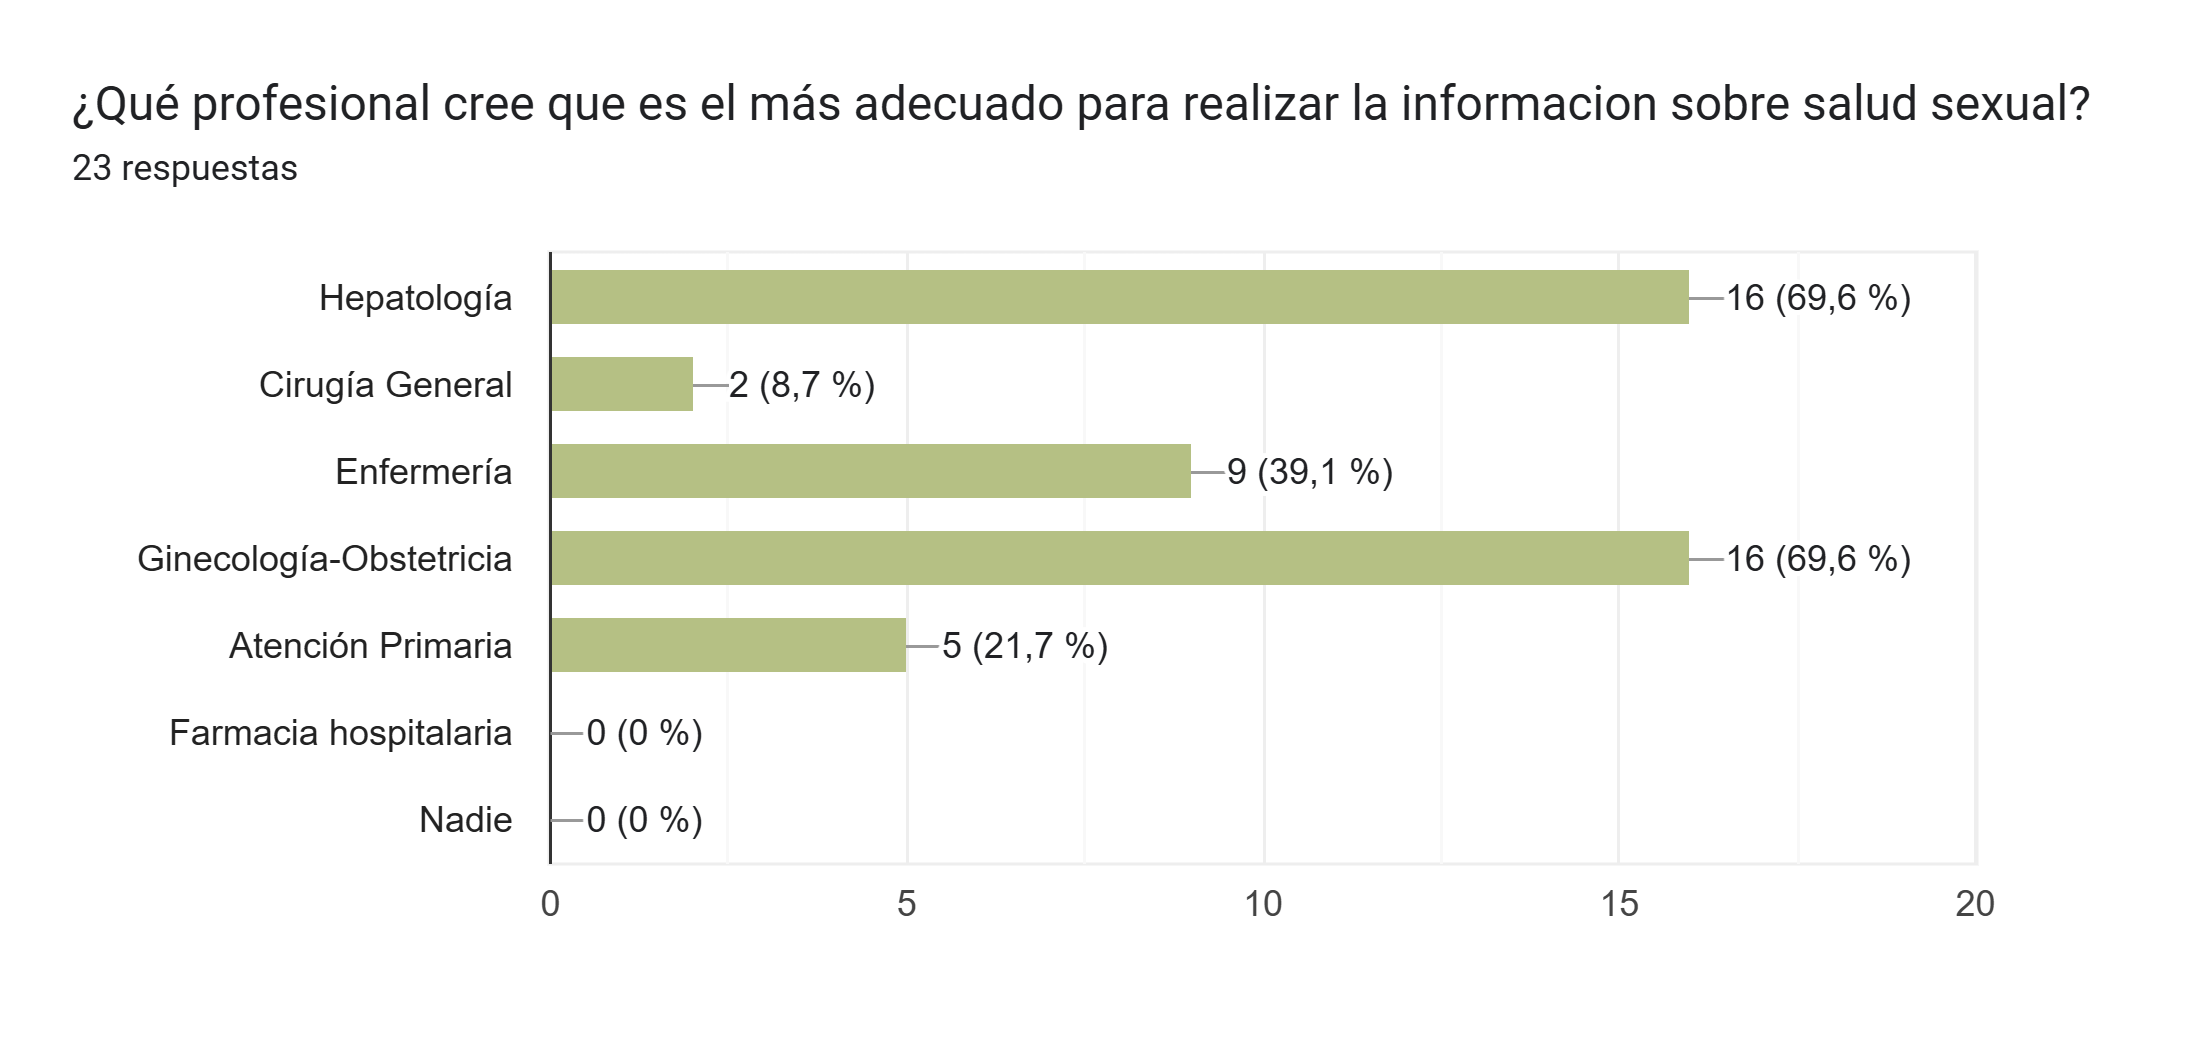 ¿Qué profesional cree que es el más adecuado para realizar la informacion sobre salud sexual?
23 respuestas
Hepatología 16 (69,6 %)
Cirugía General 2 (8,7 %)
Enfermería 9 (39,1 %)
Ginecología-Obstetricia 16 (69,6 %)
Atención Primaria 5 (21,7 %)
Farmacia hospitalaria 0 (0 %)
Nadie 0 (0 %)
0 5 10 15 20